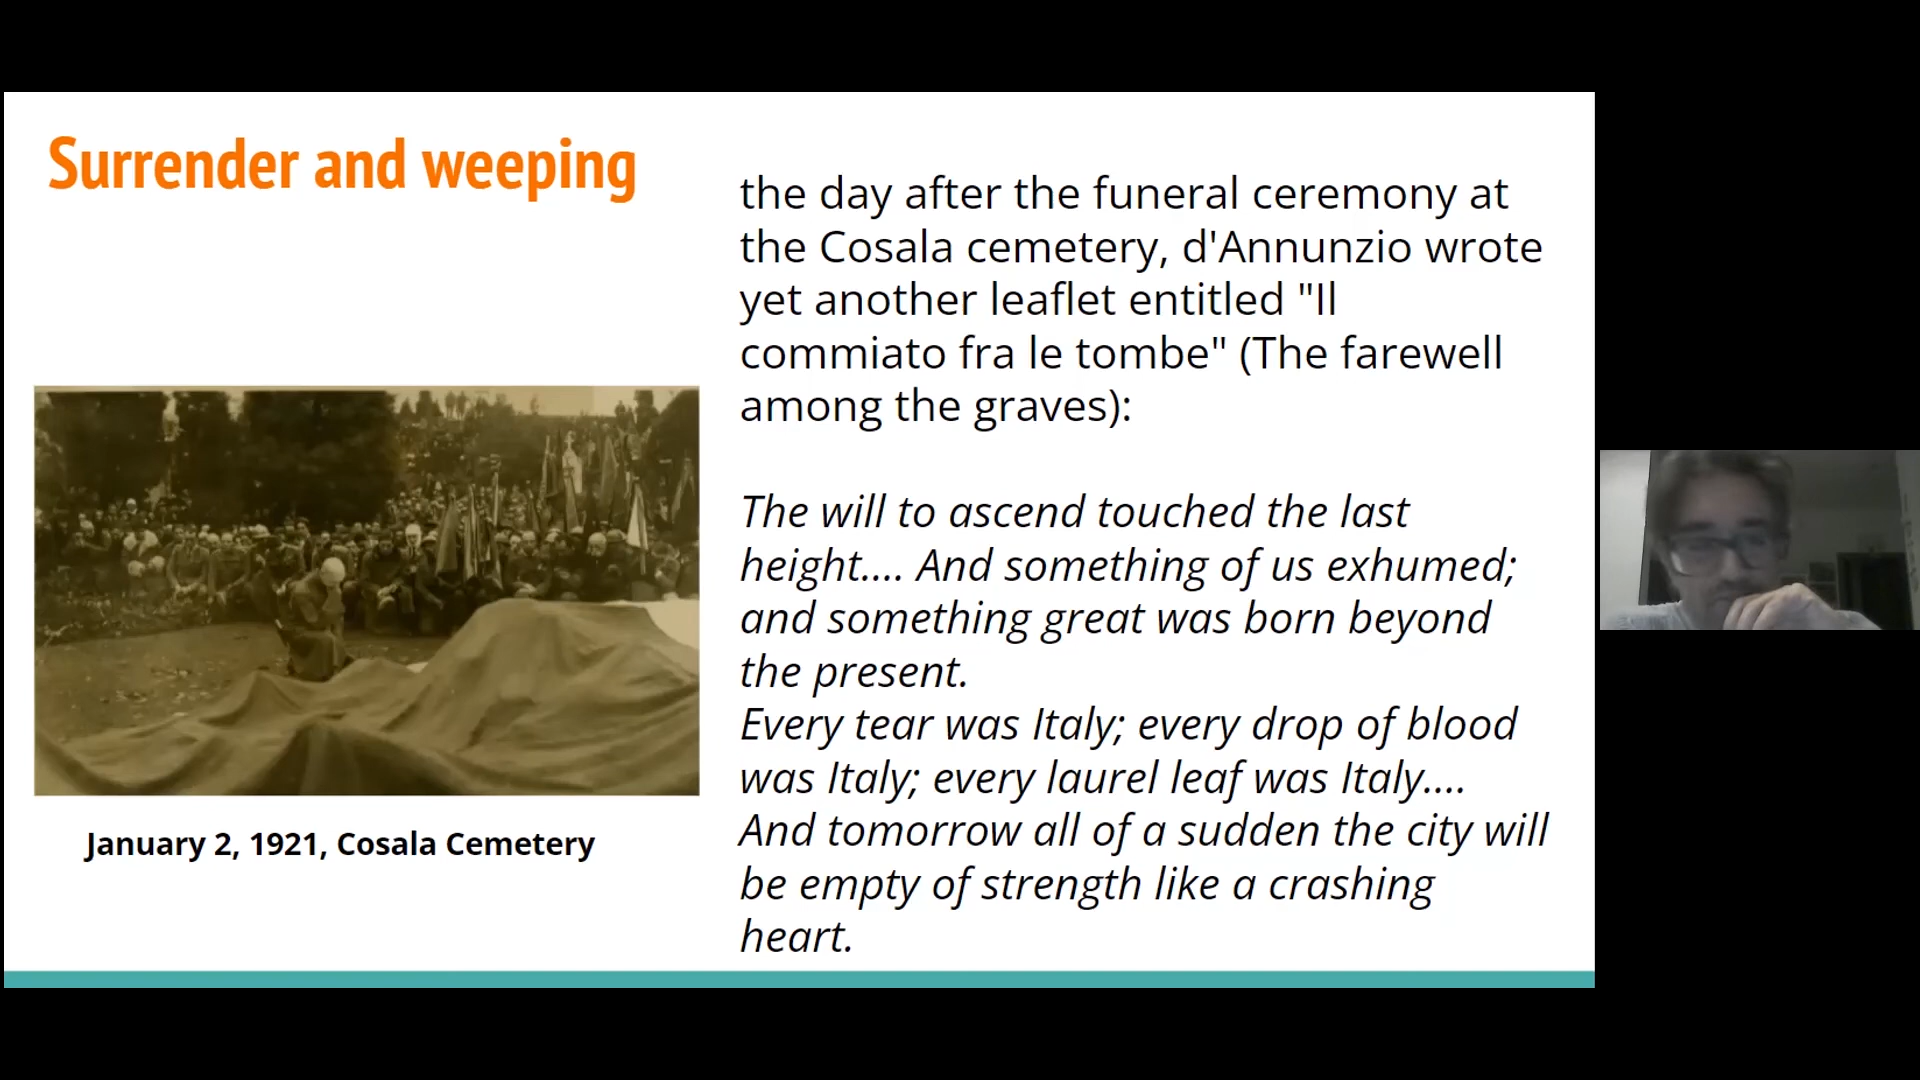 Surrender and weeping
the day after the funeral ceremony at
the Cosala cemetery, d'Annunzio wrote
yet another leaflet entitled "Il
commiato fra le tombe" (The farewell
among the graves):
The will to ascend touched the last
height.... And something of us exhumed;
and something great was born beyond
the present.
Every tear was Italy; every drop of blood
was Italy; every laurel leaf was Italy....
And tomorrow all of a sudden the city will
be empty of strength like a crashing
heart.
January 2, 1921, Cosala Cemetery